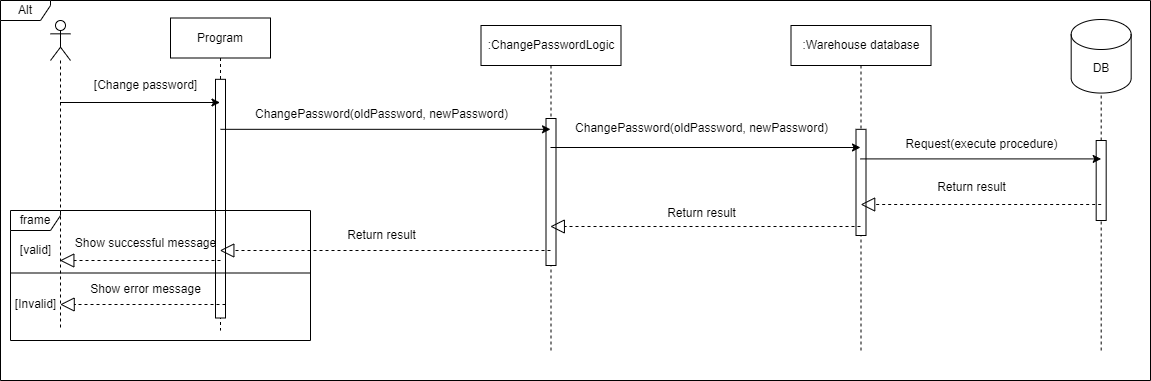 Alt
Program
:ChangePasswordLogic
:Warehouse database
DB
[Change password]
ChangePassword(oldPassword, newPassword)
ChangePassword(oldPassword, newPassword)
Request(execute procedure)
Return result
Return result
Return result
frame
[valid]
Show successful message
[Invalid]
Show error message